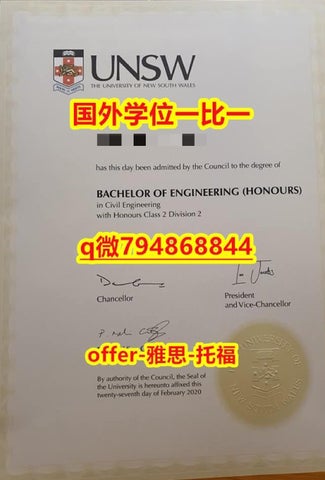 UNSW
THE UNIVERSITY OF NEW SOUTH WALES
国外学位一比一
has this day been admitted by the Council to the degree of
BACHELOR OF ENGINEERING (HONOURS)
in Civil Engineering
with Honours Class 2 Division 2
q微794868844
Chancellor
President
and Vice-Chancellor
offer-雅思-托福
By authority of the Council, the Seal of
the University is hereunto affixed this
twenty-seventh day of February 2020